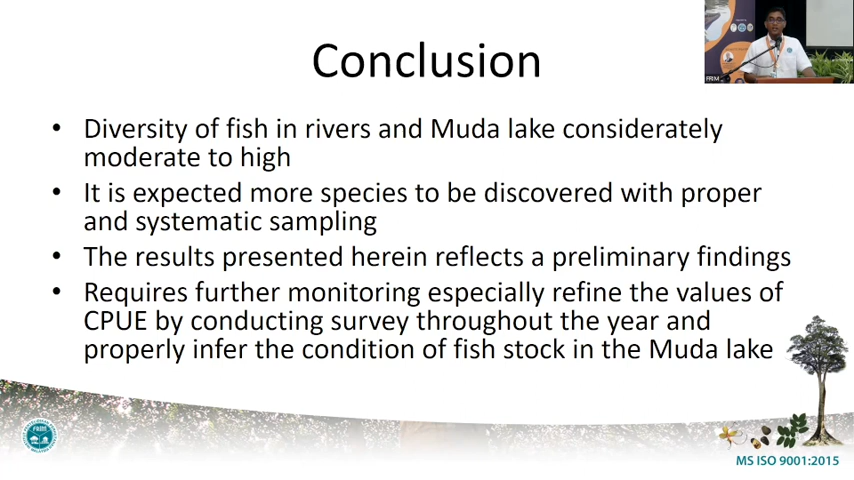 Conclusion
FRIM
• Diversity of fish in rivers and Muda lake considerately
moderate to high
• It is expected more species to be discovered with proper
and systematic sampling
• The results presented herein reflects a preliminary findings
• Requires further monitoring especially refine the values of
CPUE by conducting survey throughout the year and
properly infer the condition of fish stock in the Muda lake
FRIM
MS ISO 9001:2015